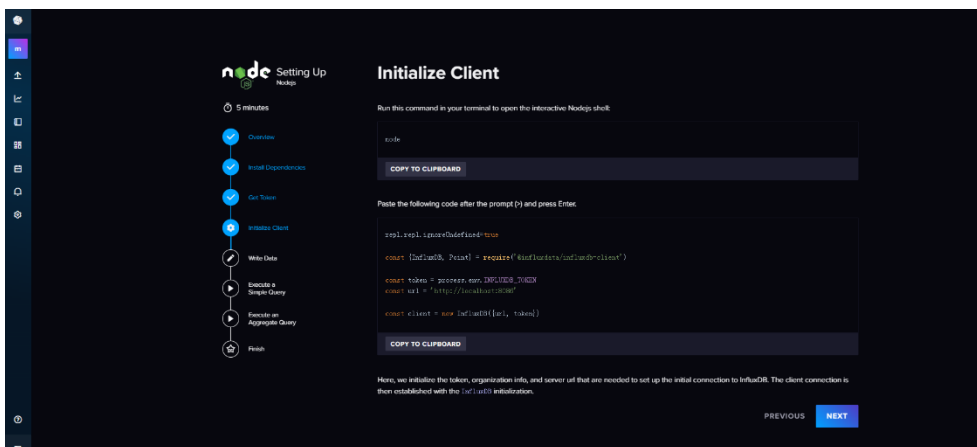 m
node
JS
Setting Up
Nodejs
5 minutes
Overview
Install Dependencies
Get Token
Initialize Client
Write Data
Execute a
Simple Query
Execute an
Aggregate Query
Finish
Initialize Client
Run this command in your terminal to open the interactive Nodejs shell:
node
COPY TO CLIPBOARD
Paste the following code after the prompt (>) and press Enter.
repl.repl.ignoreUndefined=true
const {InfluxDB, Point} = require('@influxdata/influxdb-client')
const token = process.env.INFLUXDB_TOKEN
const url = 'http://localhost:8086'
const client = new InfluxDB({url, token})
COPY TO CLIPBOARD
Here, we initialize the token, organization info, and server url that are needed to set up the initial connection to InfluxDB. The client connection is
then established with the InfluxDB initialization.
PREVIOUS
NEXT